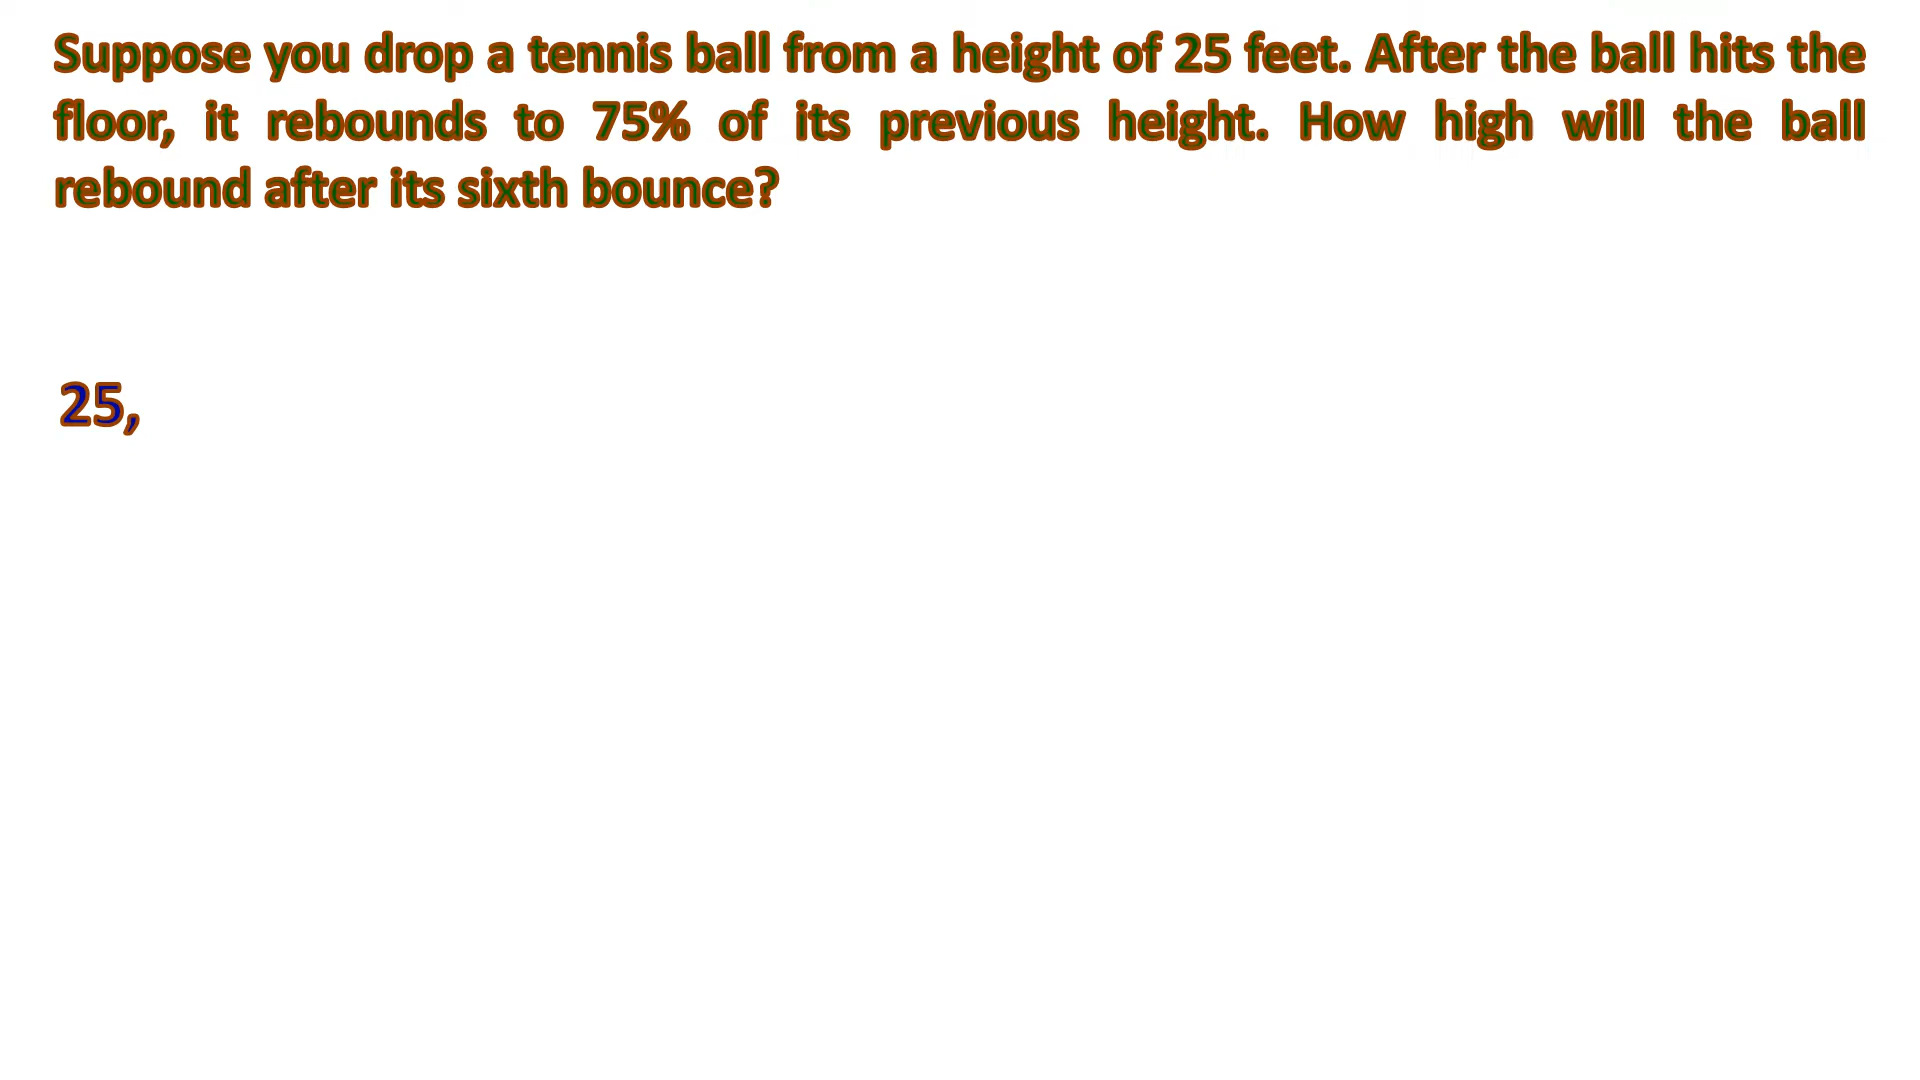 Suppose you drop a tennis ball from a height of 25 feet. After the ball hits the
floor, it rebounds to 75% of its previous height. How high will the ball
rebound after its sixth bounce?
25,